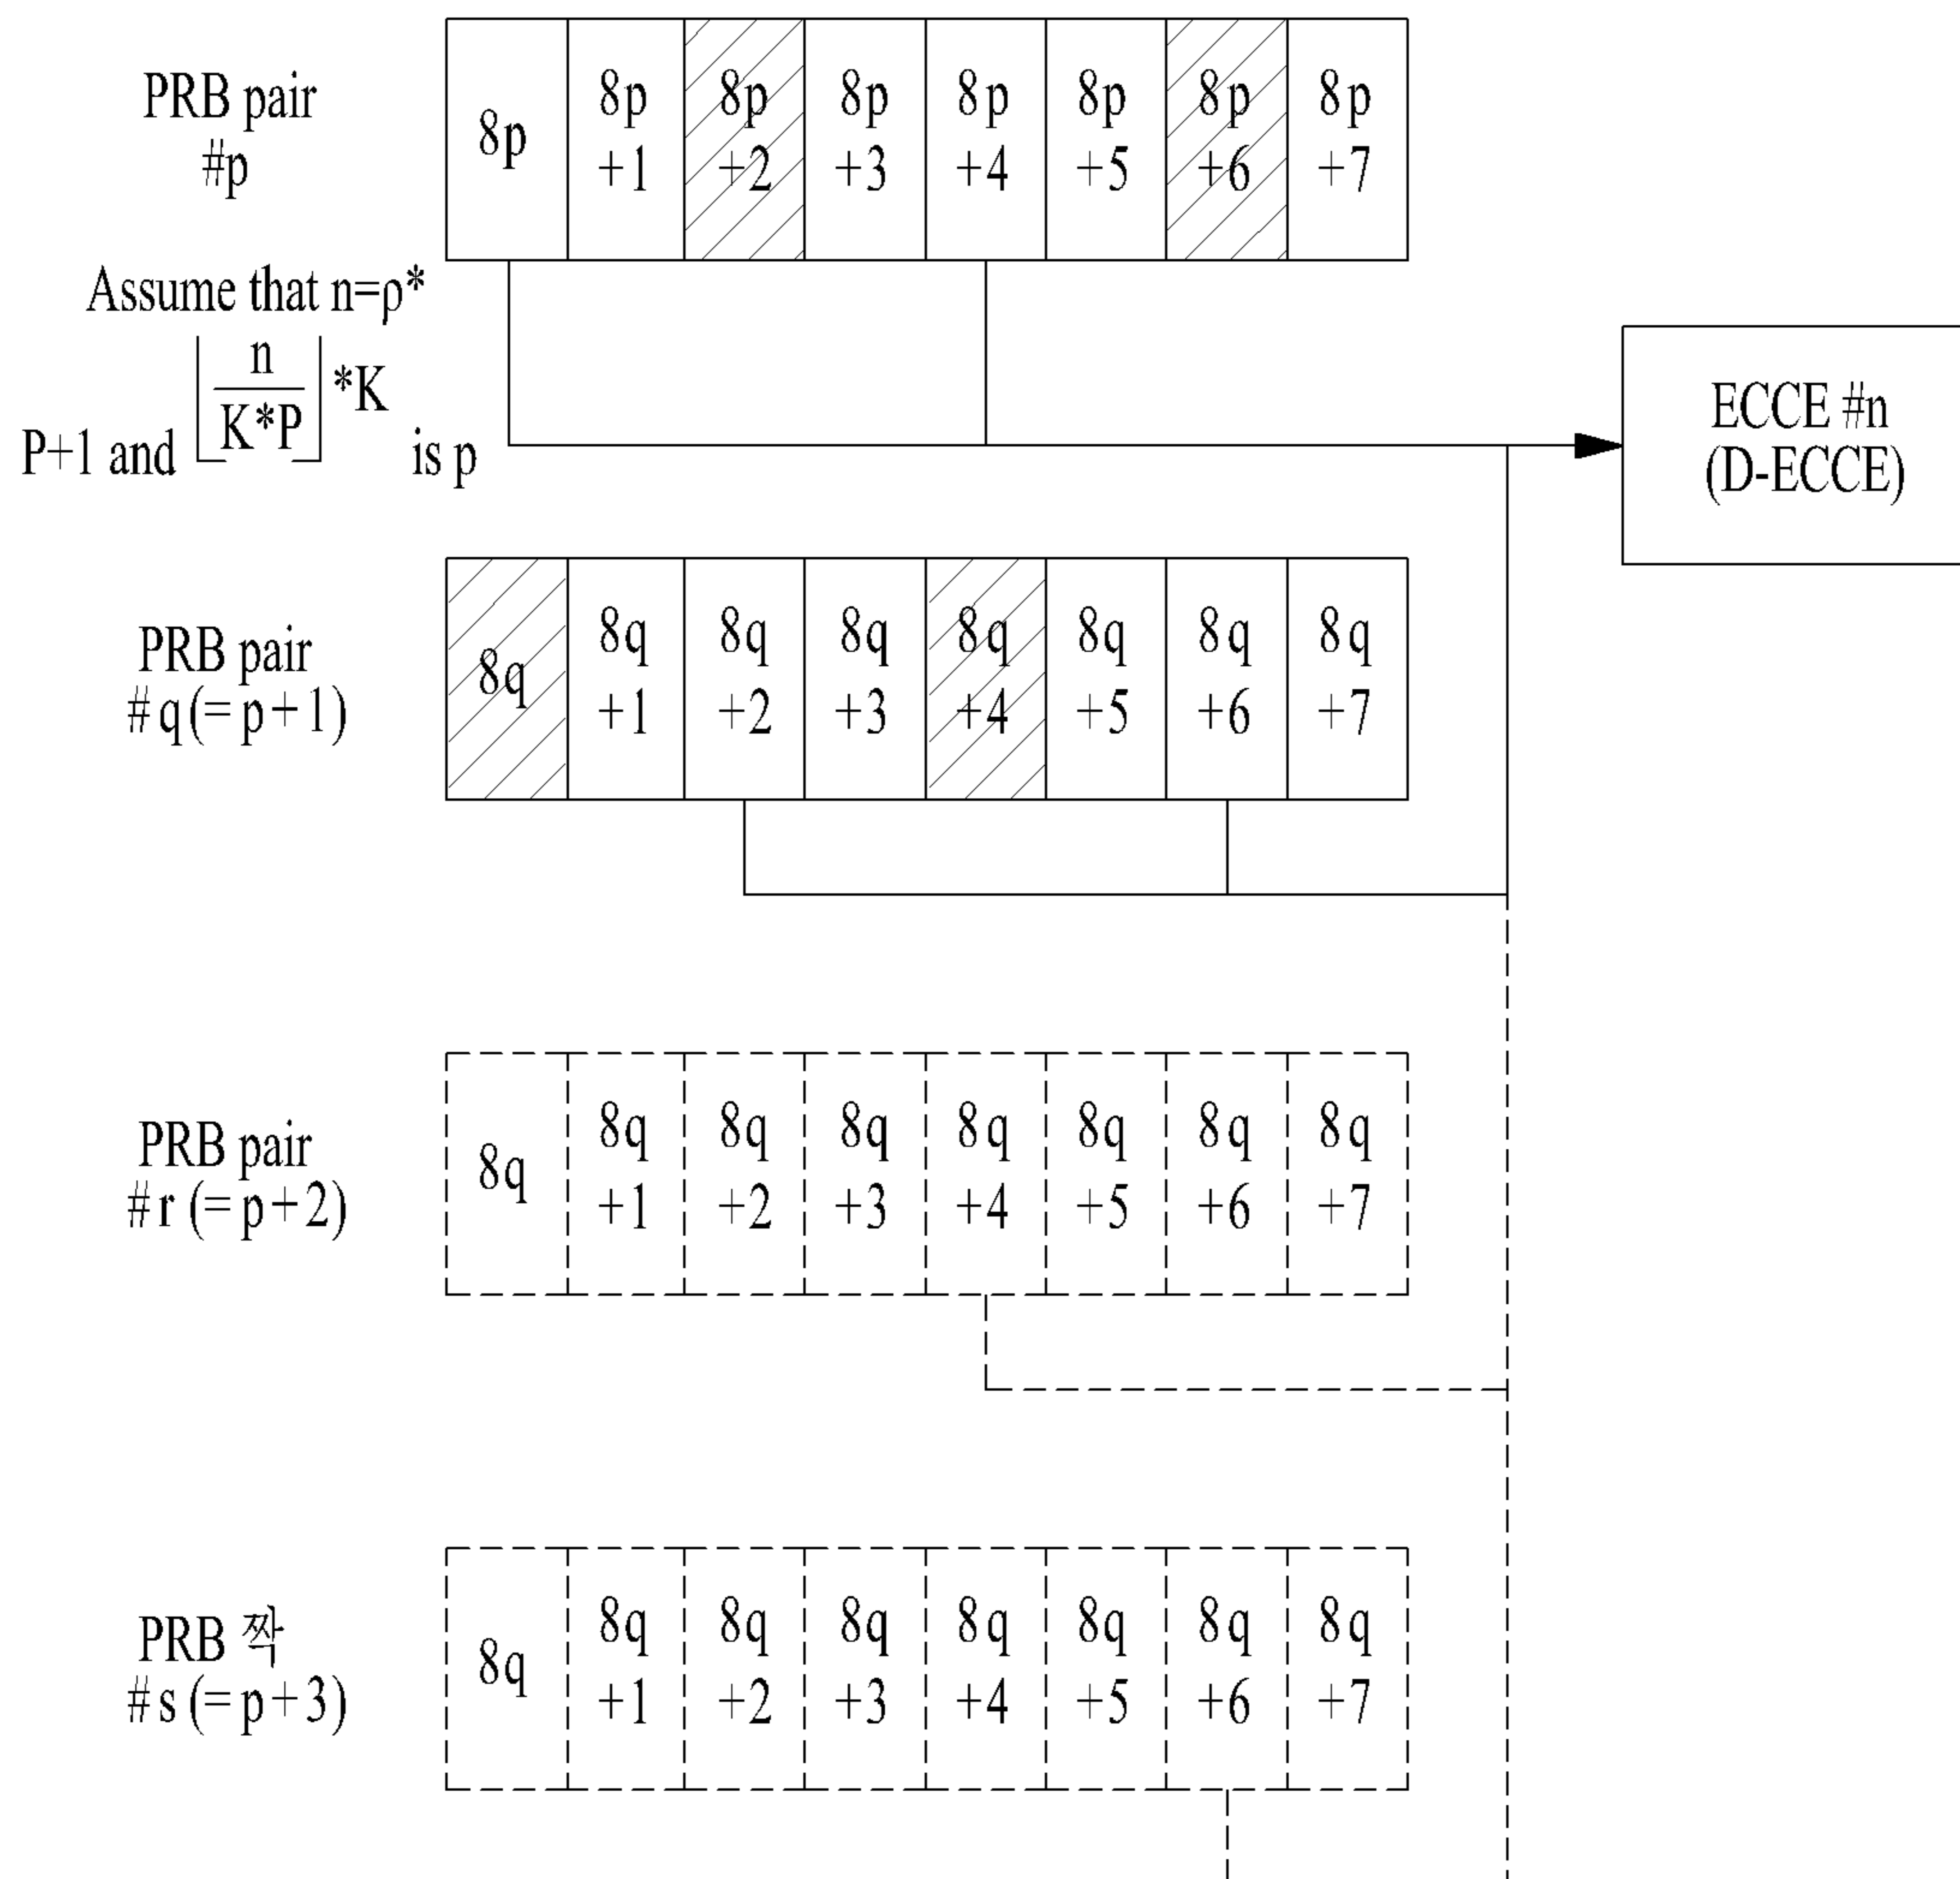 PRB pair
#p
8p
8p
+1
8p
+2
8p
+3
8p
+4
8p
+5
8p
+6
8p
+7
Assume that n=ρ*
P+1 and ⌊n/K*P⌋*K is p
ECCE #n
(D-ECCE)
PRB pair
#q(=p+1)
8q
8q
+1
8q
+2
8q
+3
8q
+4
8q
+5
8q
+6
8q
+7
PRB pair
#r (=p+2)
8q
8q
+1
8q
+2
8q
+3
8q
+4
8q
+5
8q
+6
8q
+7
PRB 짝
#s (=p+3)
8q
8q
+1
8q
+2
8q
+3
8q
+4
8q
+5
8q
+6
8q
+7